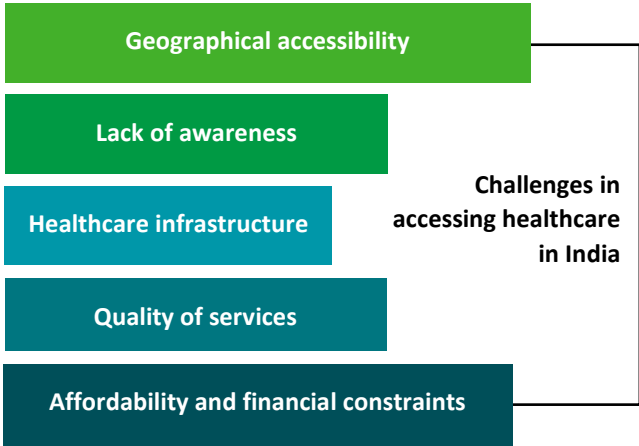 Geographical accessibility
Lack of awareness
Healthcare infrastructure
Quality of services
Affordability and financial constraints
Challenges in
accessing healthcare
in India